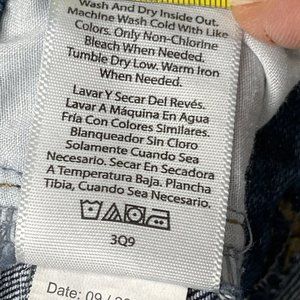 Wash And Dry Inside Out.
Machine Wash Cold With Like
Colors. Only Non-Chlorine
Bleach When Needed.
Tumble Dry Low. Warm Iron
When Needed.
Lavar Y Secar Del Revés.
Lavar A Máquina En Agua
Fría Con Colores Similares.
Blanqueador Sin Cloro
Solamente Cuando Sea
Necesario. Secar En Secadora
A Temperatura Baja. Plancha
Tibia, Cuando Sea Necesario.
3Q9
Date: 09 / 20